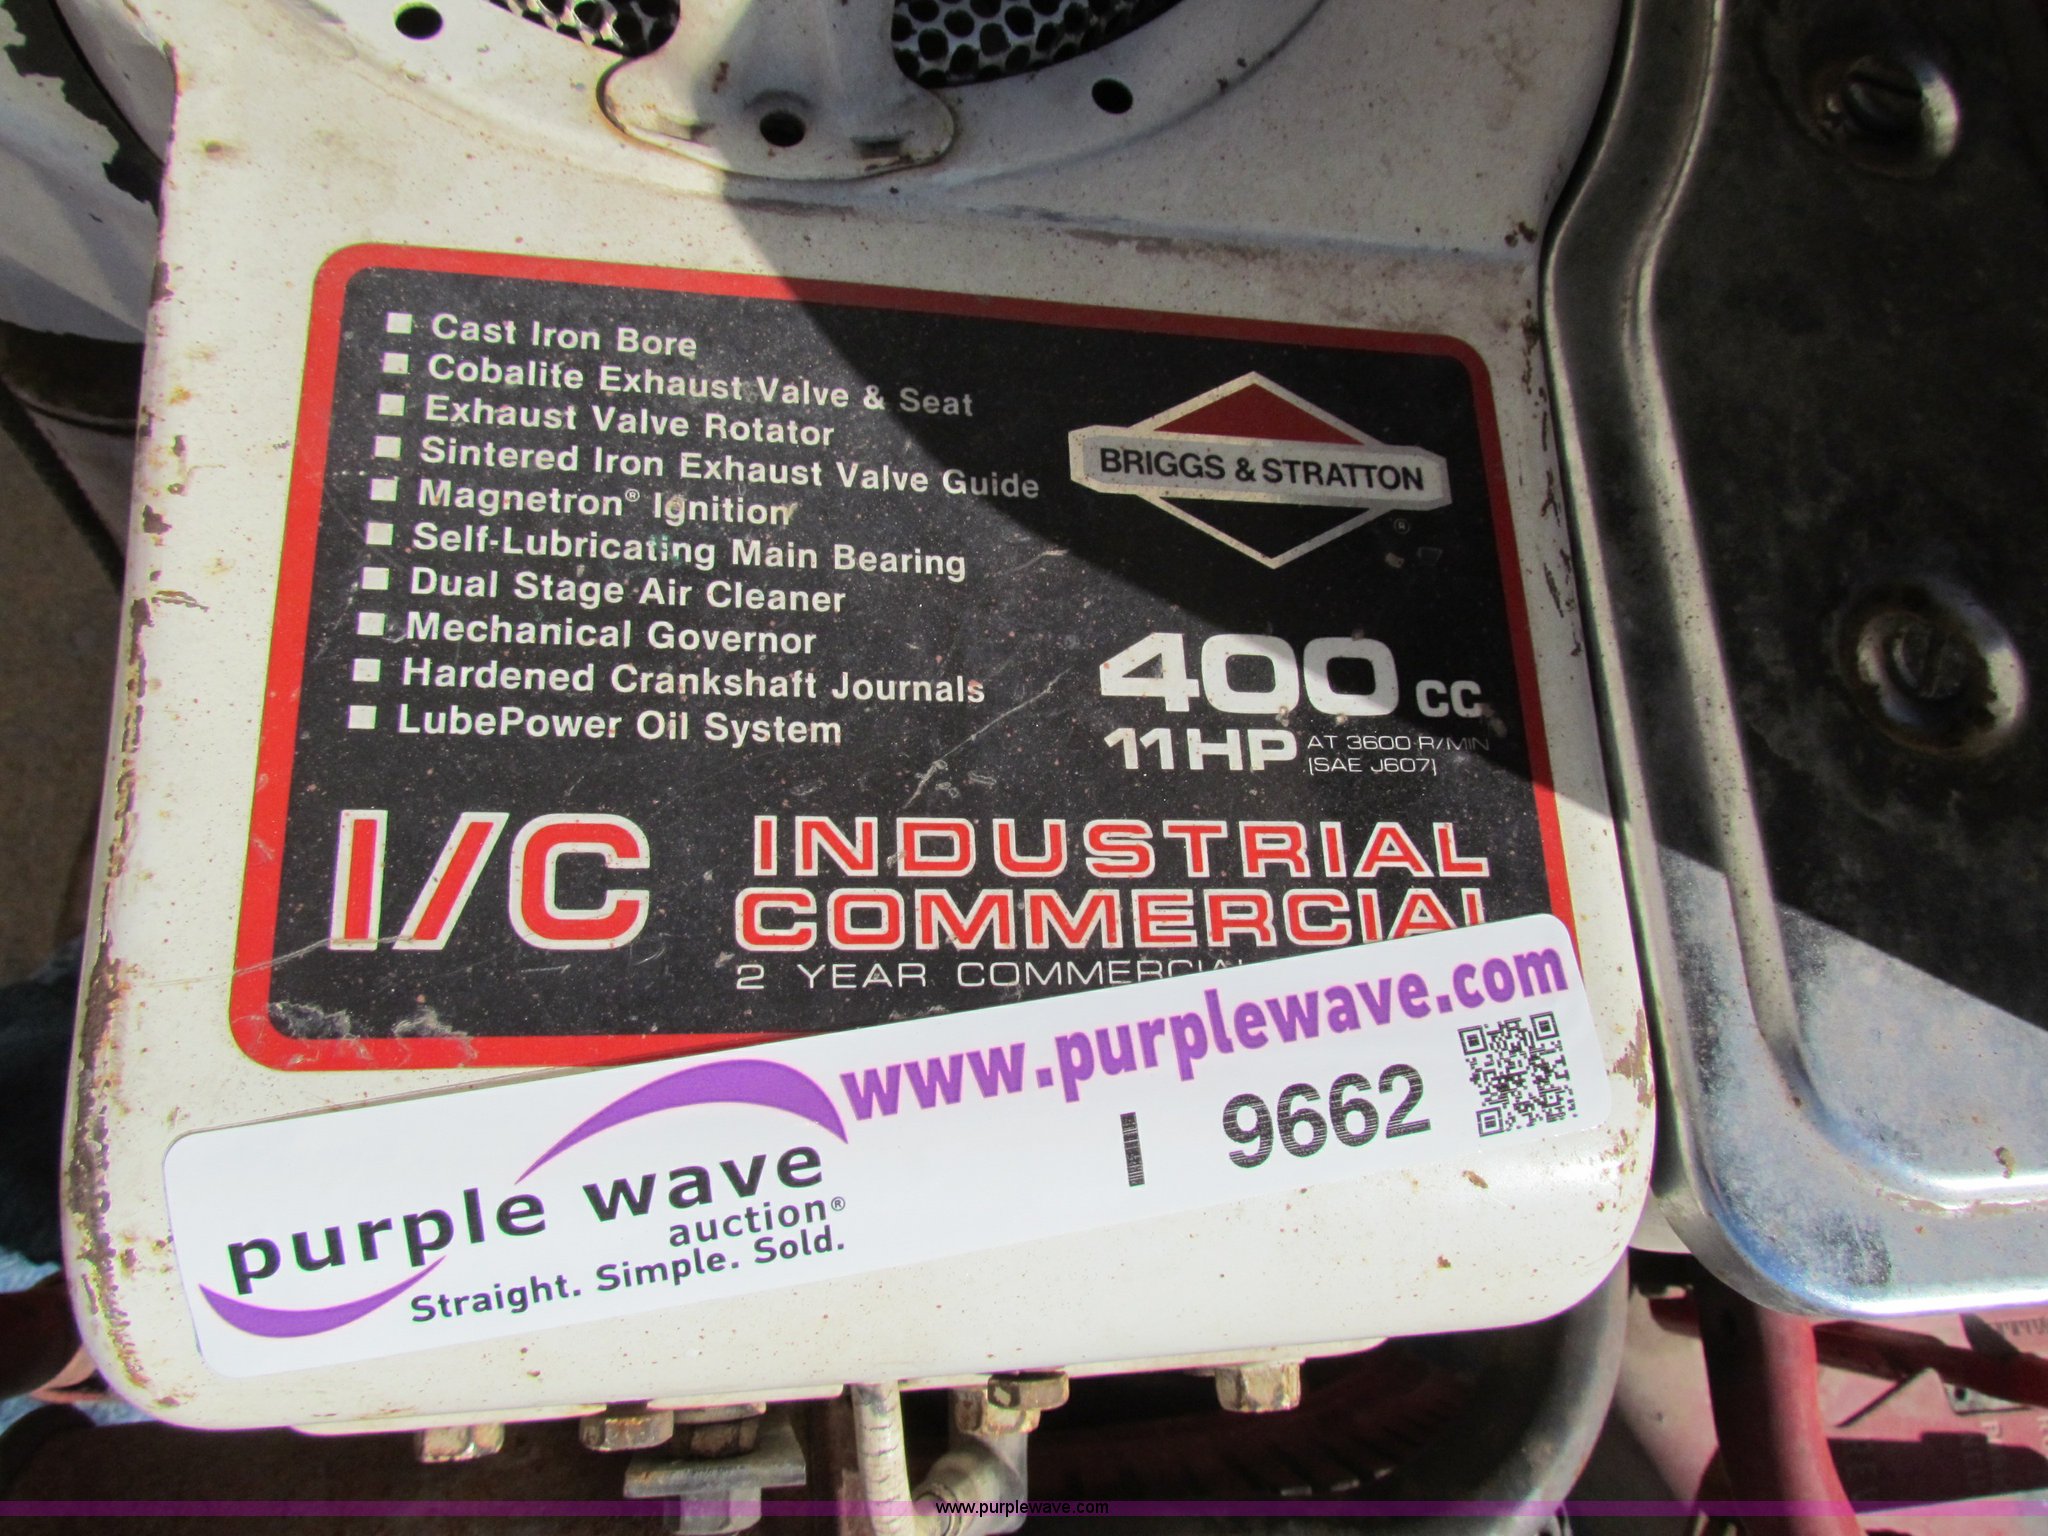 Cast Iron Bore
Cobalite Exhaust Valve & Seat
Exhaust Valve Rotator
Sintered Iron Exhaust Valve Guide
Magnetron® Ignition
Self-Lubricating Main Bearing
Dual Stage Air Cleaner
Mechanical Governor
Hardened Crankshaft Journals
LubePower Oil System
BRIGGS & STRATTON
®
400 CC
11 HP AT 3600 R/MIN
[SAE J607]
I/C INDUSTRIAL
COMMERCIAL
2 YEAR COMMERCIAL
www.purplewave.com
I 9662
purple wave
auction®
Straight. Simple. Sold.
www.purplewave.com